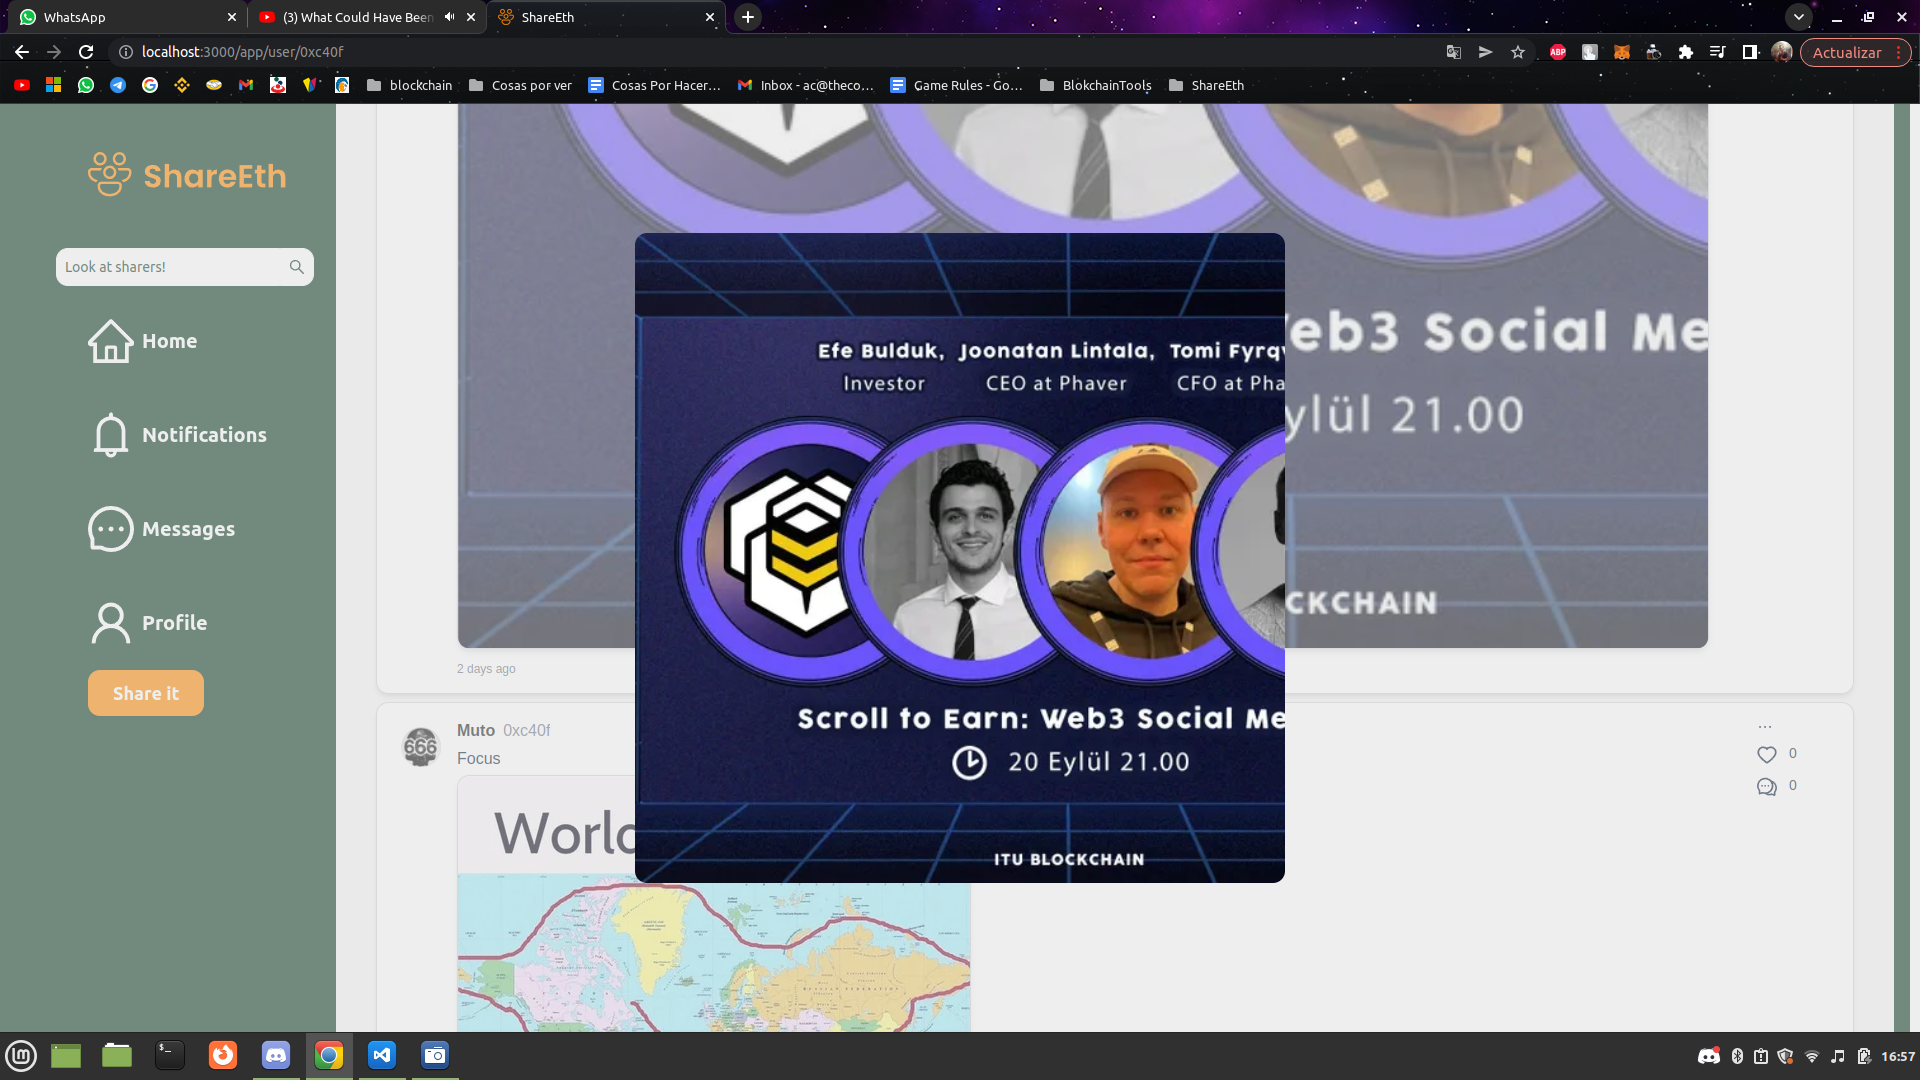 WhatsApp
(3) What Could Have Been
ShareEth
localhost:3000/app/user/0xc40f
ABP
Actualizar
blockchain
Cosas por ver
Cosas Por Hacer...
Inbox - ac@theco...
Game Rules - Go...
BlokchainTools
ShareEth
ShareEth
Look at sharers!
Home
Notifications
Messages
Profile
Share it
Efe Bulduk, Joonatan Lintala, Tomi Fyrqv
Investor CEO at Phaver CFO at Pha
Scroll to Earn: Web3 Social Me
20 Eylül 21.00
ITU BLOCKCHAIN
eb3 Social Me
ylül 21.00
CKCHAIN
2 days ago
666
Muto 0xc40f
Focus
...
0
0
World
16:57